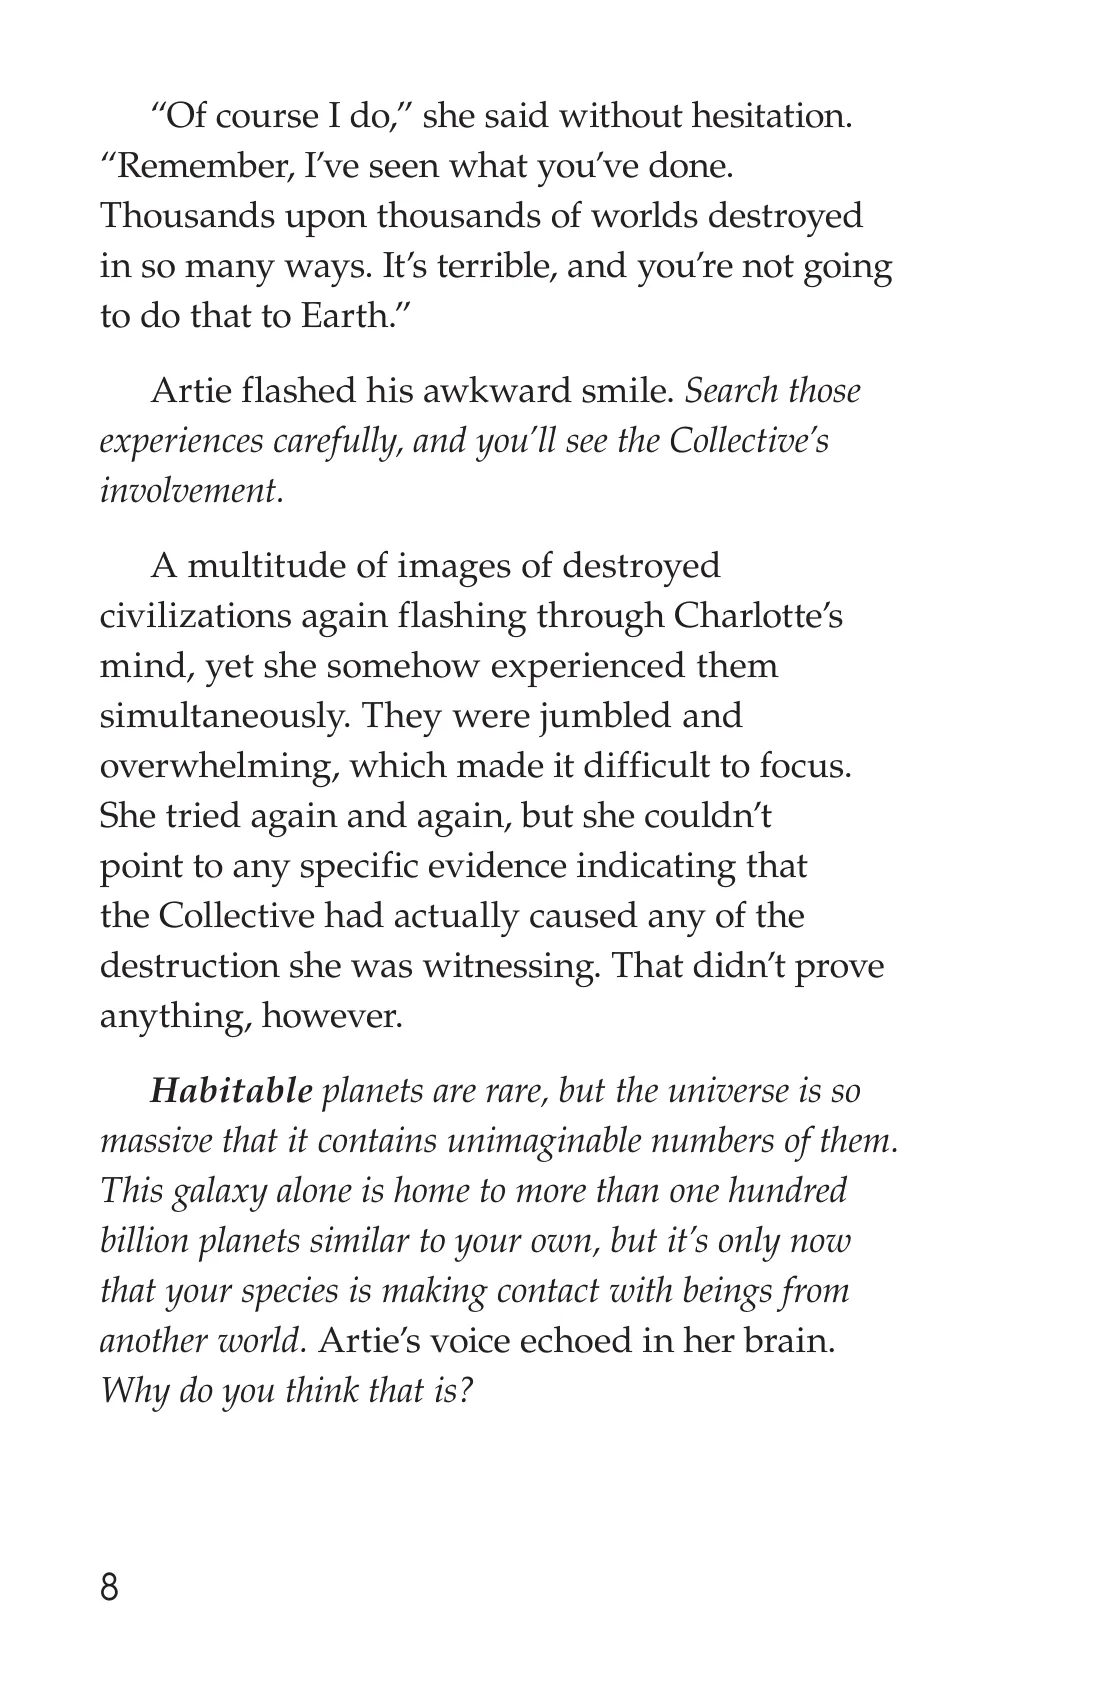 “Of course I do,” she said without hesitation.
“Remember, I’ve seen what you’ve done.
Thousands upon thousands of worlds destroyed
in so many ways. It’s terrible, and you’re not going
to do that to Earth.”
Artie flashed his awkward smile. Search those
experiences carefully, and you’ll see the Collective’s
involvement.
A multitude of images of destroyed
civilizations again flashing through Charlotte’s
mind, yet she somehow experienced them
simultaneously. They were jumbled and
overwhelming, which made it difficult to focus.
She tried again and again, but she couldn’t
point to any specific evidence indicating that
the Collective had actually caused any of the
destruction she was witnessing. That didn’t prove
anything, however.
Habitable planets are rare, but the universe is so
massive that it contains unimaginable numbers of them.
This galaxy alone is home to more than one hundred
billion planets similar to your own, but it’s only now
that your species is making contact with beings from
another world. Artie’s voice echoed in her brain.
Why do you think that is?
8